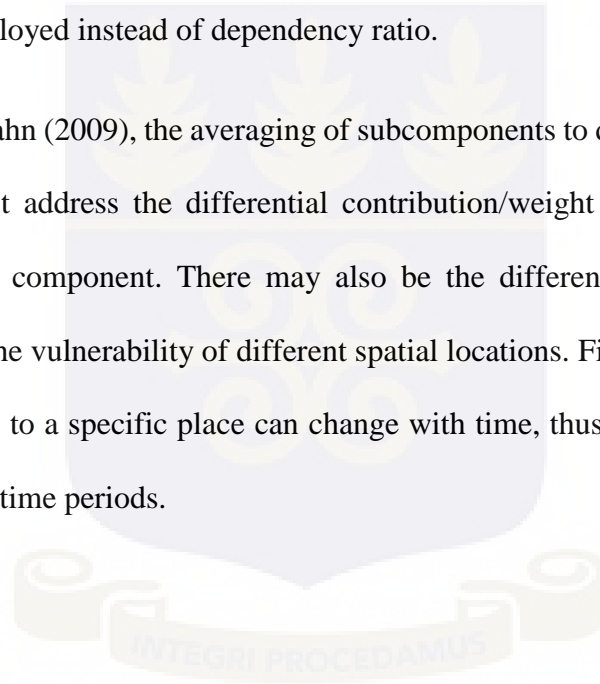 loyed instead of dependency ratio.
ahn (2009), the averaging of subcomponents to
t address the differential contribution/weight
component. There may also be the differen
ne vulnerability of different spatial locations. Fi
to a specific place can change with time, thus
time periods.
INTEGRI PROCEDAMUS